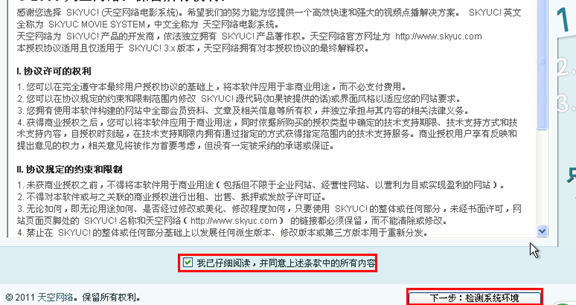 感谢您选择 SKYUC! (天空网络电影系统)。希望我们的努力能为您提供一个高效快速和强大的视频点播解决方案。 SKYUC! 英文
全称为 SKYUC MOVIE SYSTEM,中文全称为 天空网络电影系统。
天空网络为 SKYUC! 产品的开发商,依法独立拥有 SKYUC! 产品著作权。天空网络官方网址为 http://www.skyuc.com
本授权协议适用且仅适用于 SKYUC! 3.x 版本,天空网络拥有对本授权协议的最终解释权。
I. 协议许可的权利
1. 您可以在完全遵守本最终用户授权协议的基础上,将本软件应用于非商业用途,而不必支付费用。
2. 您可以在协议规定的约束和限制范围内修改 SKYUC! 源代码(如果被提供的话)或界面风格以适应您的网站要求。
3. 您拥有使用本软件构建的网站中全部会员资料、文章及相关信息等所有权,并独立承担与其内容的相关法律义务。
4. 获得商业授权之后,您可以将本软件应用于商业用途,同时依据所购买的授权类型中确定的技术支持期限、技术支持方式和技
术支持内容,自授权时刻起,在技术支持期限内拥有通过指定的方式获得指定范围内的技术支持服务。商业授权用户享有反映和
提出意见的权力,相关意见将被作为首要考虑,但没有一定被采纳的承诺或保证。
II. 协议规定的约束和限制
1. 未获商业授权之前,不得将本软件用于商业用途(包括但不限于企业网站、经营性网站、以营利为目或实现盈利的网站)。
2. 不得对本软件或与之关联的商业授权进行出租、出售、抵押或发放子许可证。
3. 无论如何,即无论用途如何、是否经过修改或美化、修改程度如何,只要使用 SKYUC! 的整体或任何部分,未经书面许可,网
站页面页脚处的 SKYUC! 名称和天空网络( http://www.skyuc.com ) 的链接都必须保留,而不能清除或修改。
4. 禁止在 SKYUC! 的整体或任何部分基础上以发展任何派生版本、修改版本或第三方版本用于重新分发。
我已仔细阅读,并同意上述条款中的所有内容
© 2011 天空网络。保留所有权利。
下一步:检测系统环境